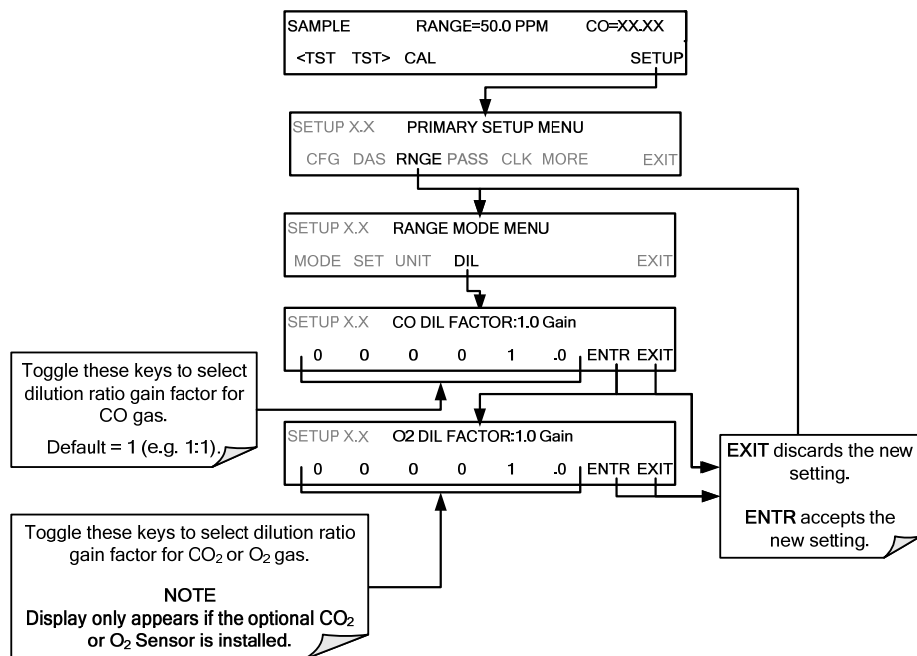 SAMPLE RANGE=50.0 PPM CO=XX.XX
<TST TST> CAL SETUP
SETUP X.X PRIMARY SETUP MENU
CFG DAS RNGE PASS CLK MORE EXIT
SETUP X.X RANGE MODE MENU
MODE SET UNIT DIL EXIT
SETUP X.X CO DIL FACTOR:1.0 Gain
0 0 0 0 1 .0 ENTR EXIT
Toggle these keys to select
dilution ratio gain factor for
CO gas.
Default = 1 (e.g. 1:1).
SETUP X.X O2 DIL FACTOR:1.0 Gain
0 0 0 0 1 .0 ENTR EXIT
EXIT discards the new
setting.
ENTR accepts the
new setting.
Toggle these keys to select dilution ratio
gain factor for CO₂ or O₂ gas.
NOTE
Display only appears if the optional CO₂
or O₂ Sensor is installed.